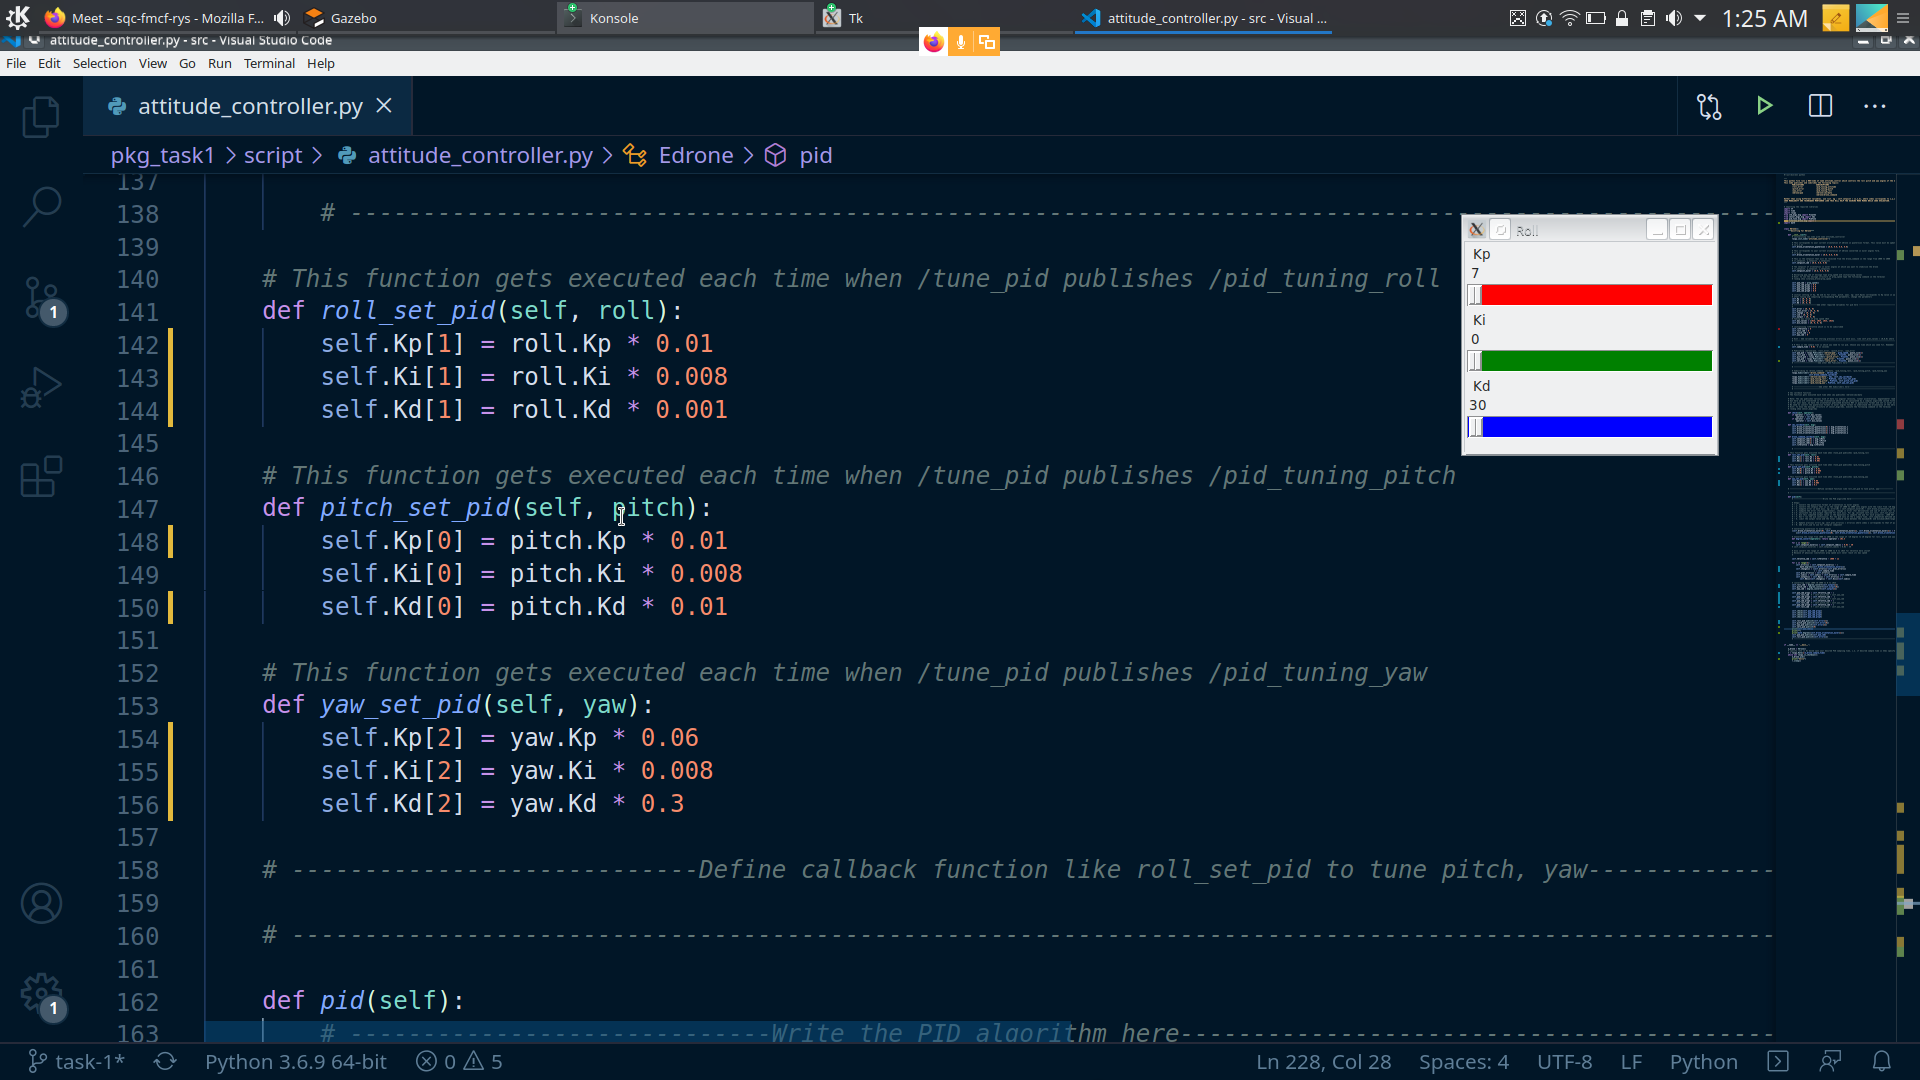 Meet – sqc-fmcf-rys - Mozilla F... Gazebo Konsole Tk attitude_controller.py - src - Visual ... 1:25 AM
attitude_controller.py - src - Visual Studio Code
File Edit Selection View Go Run Terminal Help
attitude_controller.py
pkg_task1 > script > attitude_controller.py > Edrone > pid
137
138 # ----------------------------------------------------------------------------------------------------
139
140 # This function gets executed each time when /tune_pid publishes /pid_tuning_roll
141 def roll_set_pid(self, roll):
142 self.Kp[1] = roll.Kp * 0.01
143 self.Ki[1] = roll.Ki * 0.008
144 self.Kd[1] = roll.Kd * 0.001
145
146 # This function gets executed each time when /tune_pid publishes /pid_tuning_pitch
147 def pitch_set_pid(self, pitch):
148 self.Kp[0] = pitch.Kp * 0.01
149 self.Ki[0] = pitch.Ki * 0.008
150 self.Kd[0] = pitch.Kd * 0.01
151
152 # This function gets executed each time when /tune_pid publishes /pid_tuning_yaw
153 def yaw_set_pid(self, yaw):
154 self.Kp[2] = yaw.Kp * 0.06
155 self.Ki[2] = yaw.Ki * 0.008
156 self.Kd[2] = yaw.Kd * 0.3
157
158 # ----------------------------Define callback function like roll_set_pid to tune pitch, yaw-------------
159
160 # ------------------------------------------------------------------------------------------------------
161
162 def pid(self):
163 # -----------------------------Write the PID algorithm here-----------------------------------------
Roll
Kp
7
Ki
0
Kd
30
1
1
task-1* Python 3.6.9 64-bit 0 5 Ln 228, Col 28 Spaces: 4 UTF-8 LF Python